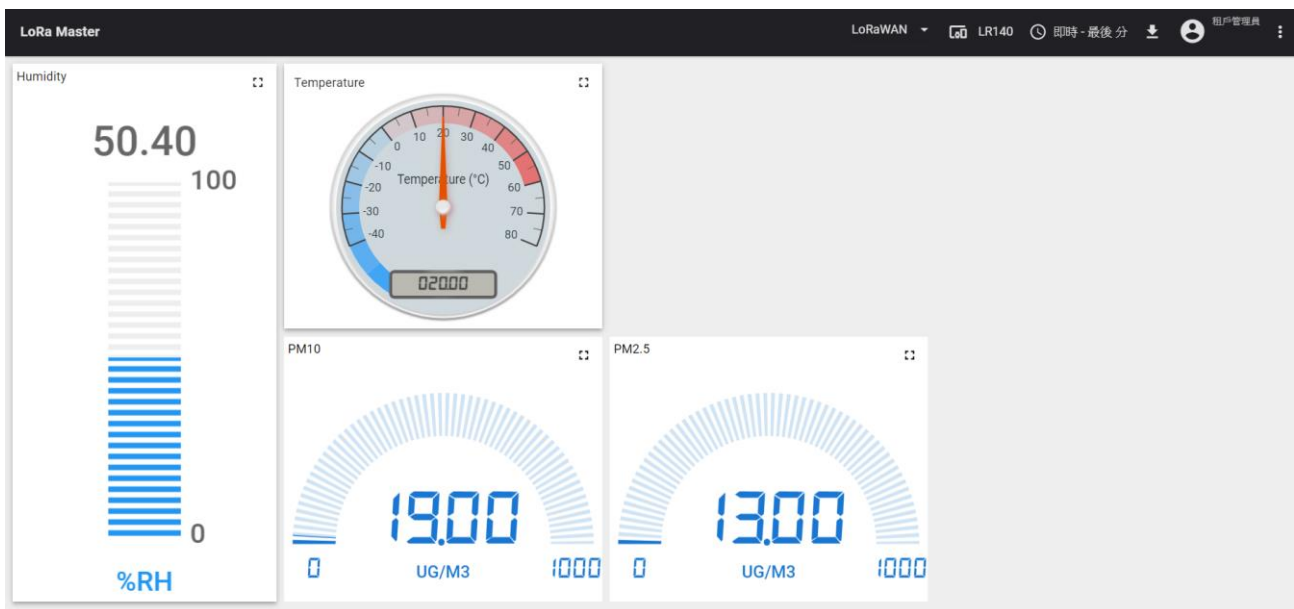 LoRa Master
LoRaWAN
LR140
即時 - 最後 分
租戶管理員
Humidity
50.40
100
0
%RH
Temperature
-40
-30
-20
-10
0
10
20
30
40
50
60
70
80
Temperature (°C)
020.00
PM10
19.00
0
UG/M3
1000
PM2.5
13.00
0
UG/M3
1000